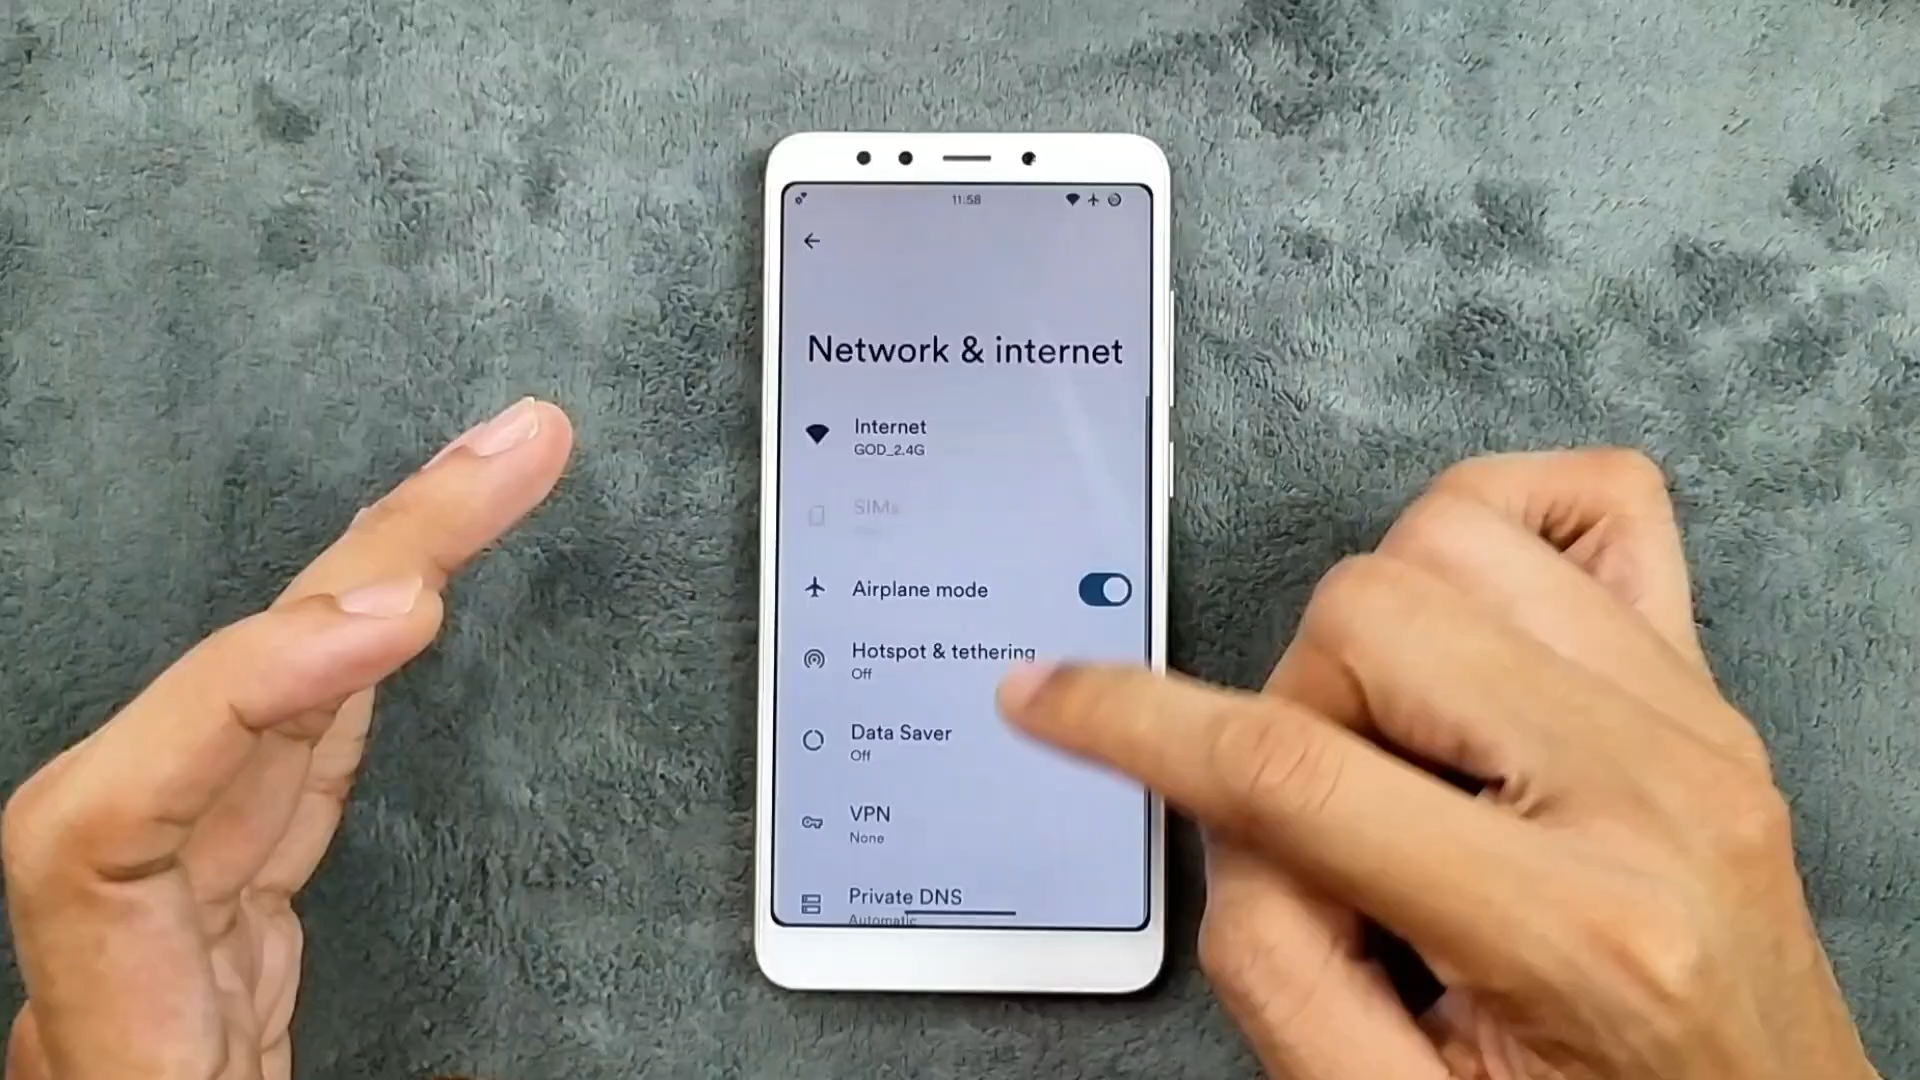 11:58
Network & internet
Internet
GOD_2.4G
SIMs
Airplane mode
Hotspot & tethering
Off
Data Saver
Off
VPN
None
Private DNS
Automatic